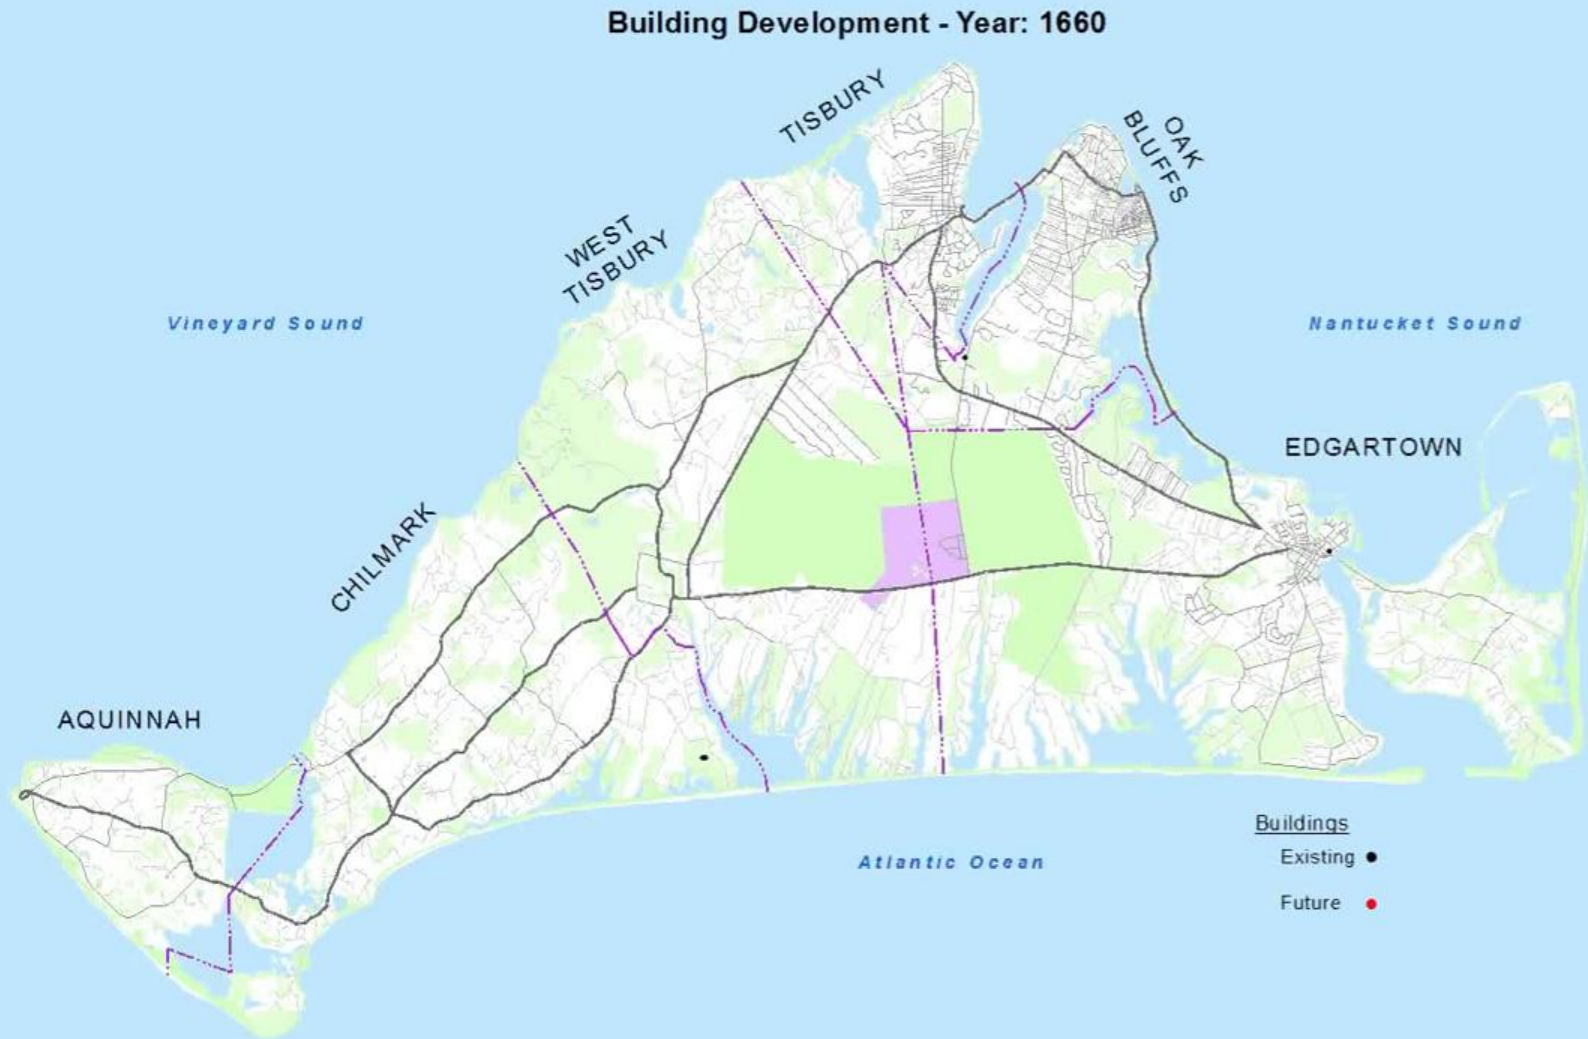 Building Development - Year: 1660
TISBURY
OAK
BLUFFS
WEST
TISBURY
Vineyard Sound
Nantucket Sound
EDGARTOWN
CHILMARK
AQUINNAH
Buildings
Existing
Atlantic Ocean
Future